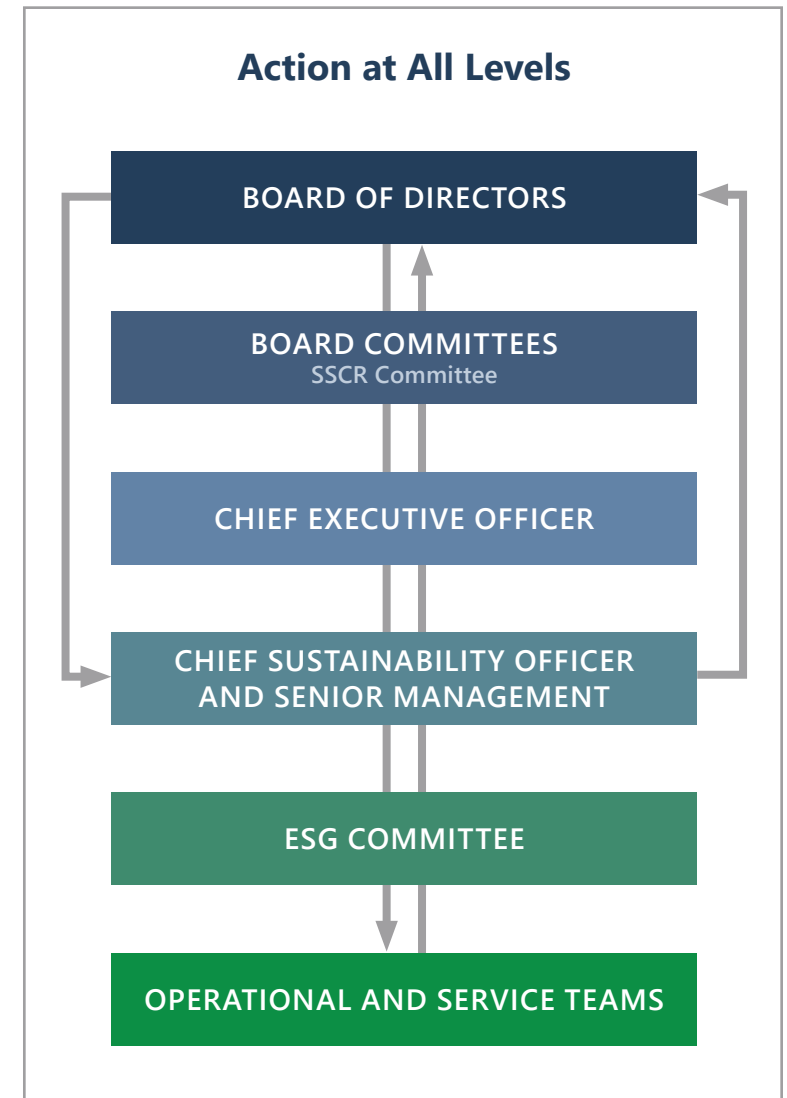 Action at All Levels
BOARD OF DIRECTORS
BOARD COMMITTEES
SSCR Committee
CHIEF EXECUTIVE OFFICER
CHIEF SUSTAINABILITY OFFICER
AND SENIOR MANAGEMENT
ESG COMMITTEE
OPERATIONAL AND SERVICE TEAMS